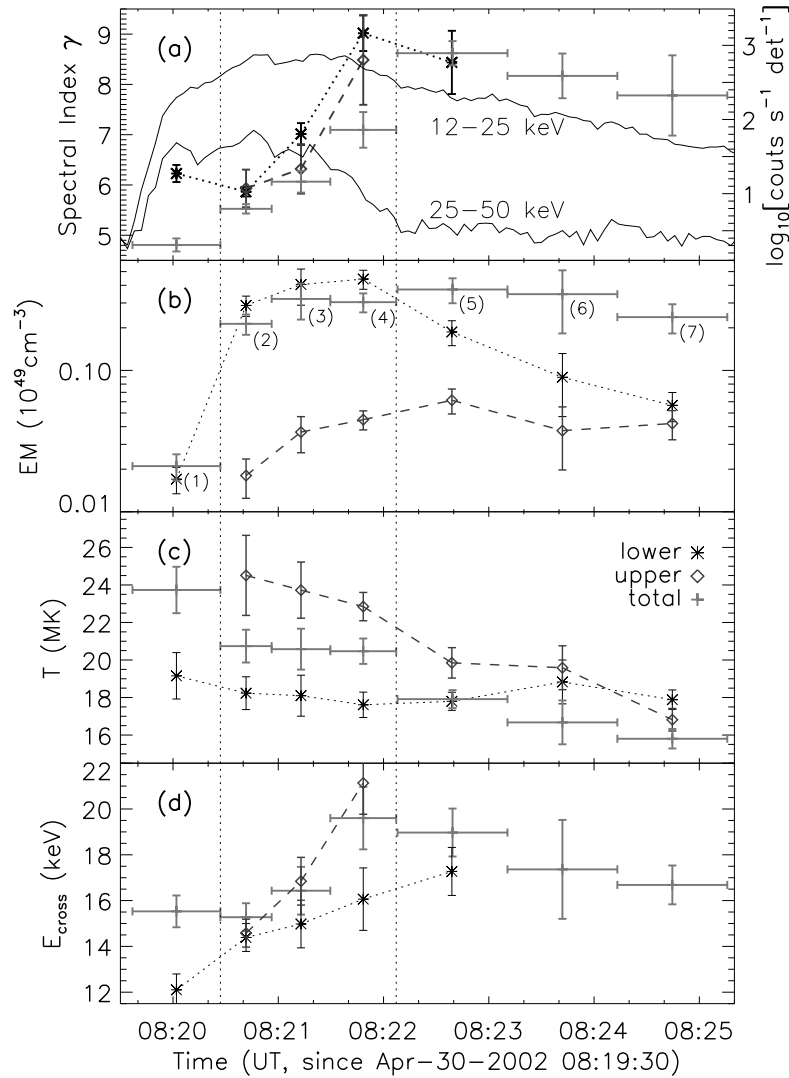 (a)
Spectral Index γ
9
8
7
6
5
3
2
1
0
log10[couts s−1 det−1]
12−25 keV
25−50 keV
(b)
EM (10^49cm−3)
0.10
0.01
(1)
(2)
(3)
(4)
(5)
(6)
(7)
(c)
T (MK)
26
24
22
20
18
16
lower
upper
total
(d)
Ecross (keV)
22
20
18
16
14
12
08:20 08:21 08:22 08:23 08:24 08:25
Time (UT, since Apr−30−2002 08:19:30)